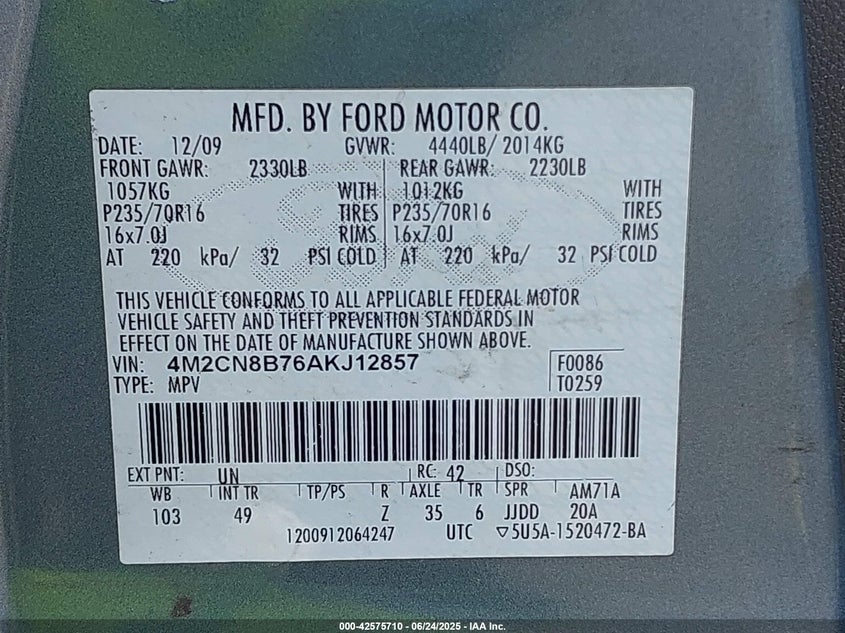 MFD. BY FORD MOTOR CO.
DATE: 12/09 GVWR: 4440LB/ 2014KG
FRONT GAWR: 2330LB REAR GAWR: 2230LB
1057KG WITH 1012KG WITH
P235/70R16 TIRES P235/70R16 TIRES
16x7.0J RIMS 16x7.0J RIMS
AT 220 kPa/ 32 PSI COLD AT 220 kPa/ 32 PSI COLD
THIS VEHICLE CONFORMS TO ALL APPLICABLE FEDERAL MOTOR
VEHICLE SAFETY AND THEFT PREVENTION STANDARDS IN
EFFECT ON THE DATE OF MANUFACTURE SHOWN ABOVE.
VIN: 4M2CN8B76AKJ12857 F0086
TYPE: MPV T0259
EXT PNT: UN RC: 42 DSO:
WB INT TR TP/PS R AXLE TR SPR AM71A
103 49 Z 35 6 JJDD 20A
1200912064247 UTC ▽5U5A-1520472-BA
000-42575710 - 06/24/2025 - IAA Inc.